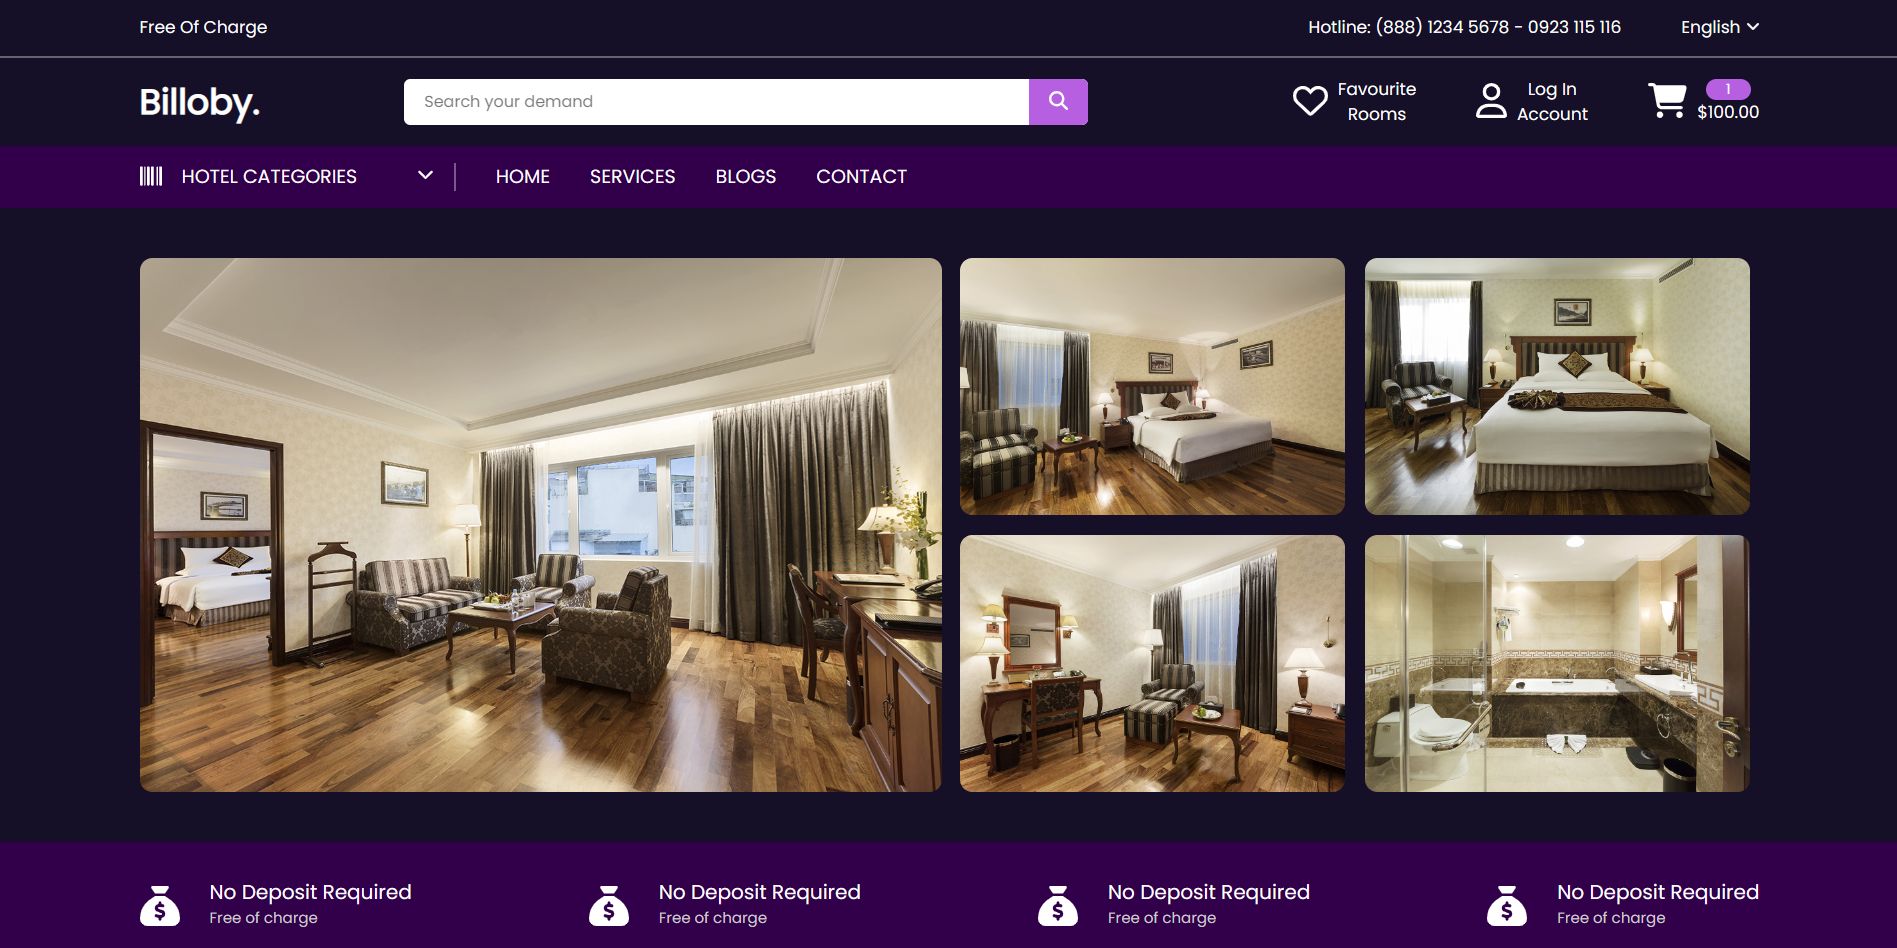 Free Of Charge
Hotline: (888) 1234 5678 - 0923 115 116
English
Billoby.
Search your demand
Favourite
Rooms
Log In
Account
1
$100.00
HOTEL CATEGORIES
HOME
SERVICES
BLOGS
CONTACT
No Deposit Required
Free of charge
No Deposit Required
Free of charge
No Deposit Required
Free of charge
No Deposit Required
Free of charge